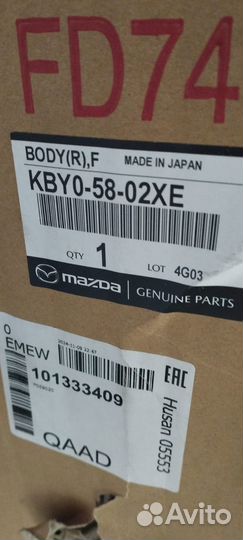 FD74
BODY(R),F MADE IN JAPAN
KBY0-58-02XE
QTY 1 LOT 4G03
mazda GENUINE PARTS
0
EMEW
101333409
QAAD
EAC
Husan 05553
Avito